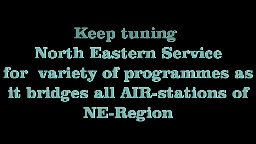 Keep tuning
North Eastern Service
for variety of programmes as
it bridges all AIR-stations of
NE-Region